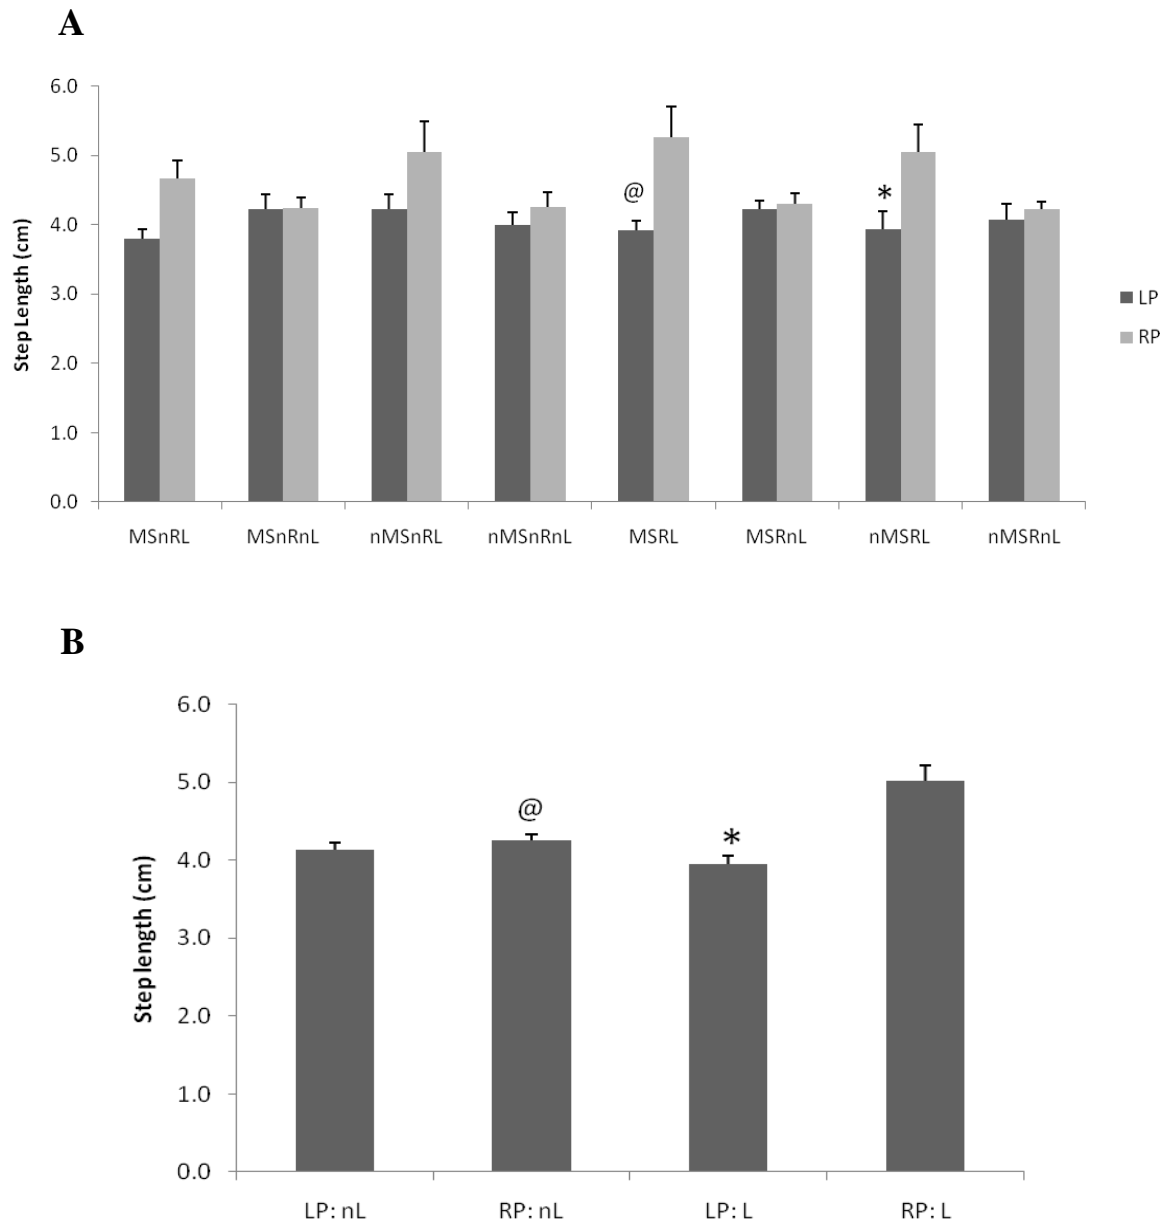 A
6.0
5.0
4.0
3.0
2.0
1.0
0.0
Step Length (cm)
@
*
MSnRL MSnRnL nMSnRL nMSnRnL MSRL MSRnL nMSRL nMSRnL
LP
RP
B
6.0
5.0
4.0
3.0
2.0
1.0
0.0
Step length (cm)
@
*
LP: nL RP: nL LP: L RP: L